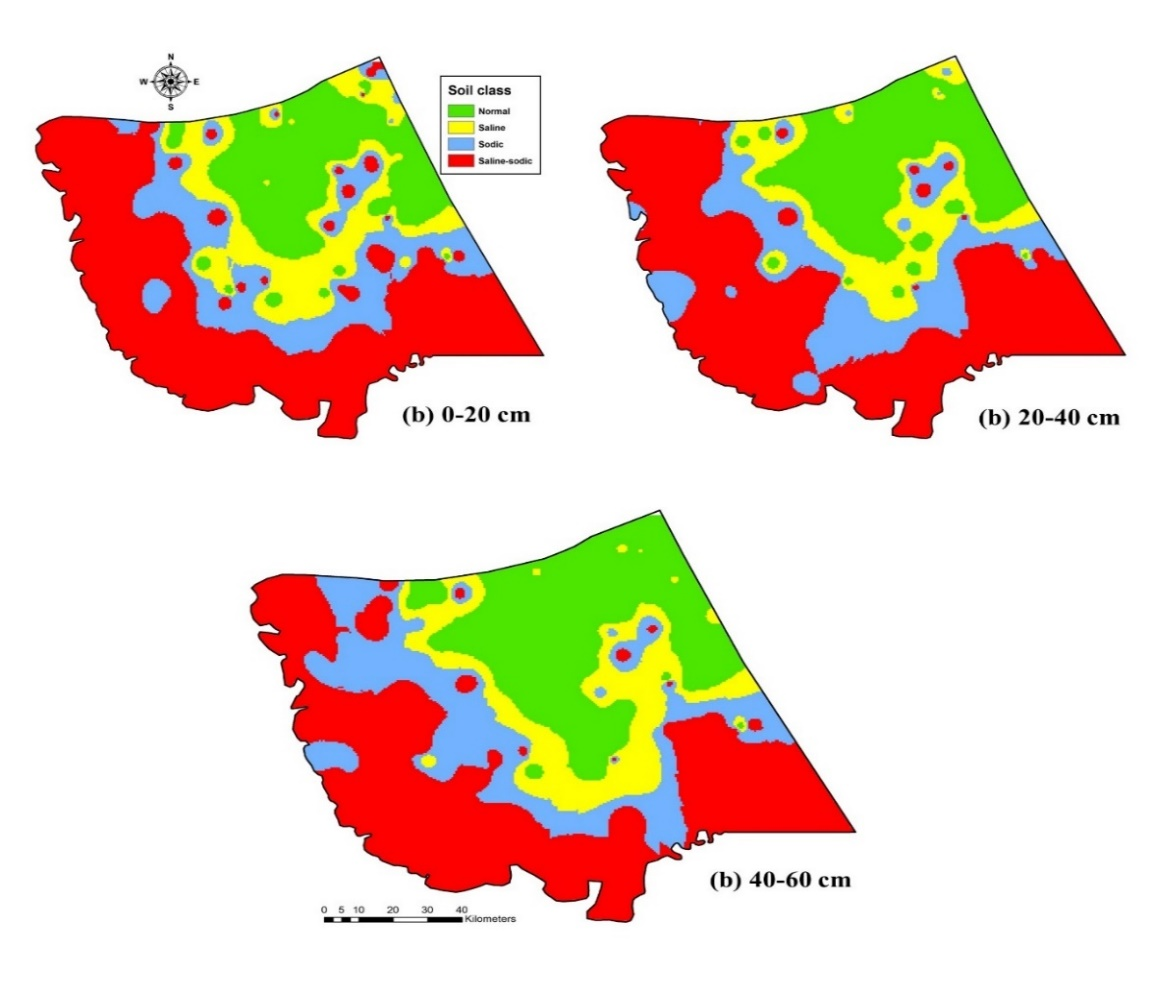 N
W E
S
Soil class
Normal
Saline
Sodic
Saline-sodic
(b) 0-20 cm
(b) 20-40 cm
(b) 40-60 cm
0 5 10 20 30 40
Kilometers